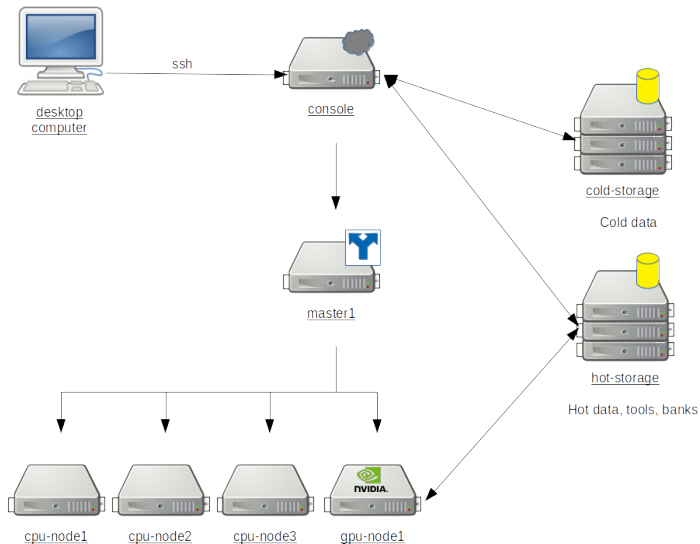 ssh
desktop
computer
console
cold-storage
Cold data
master1
hot-storage
Hot data, tools, banks
NVIDIA.
cpu-node1
cpu-node2
cpu-node3
gpu-node1